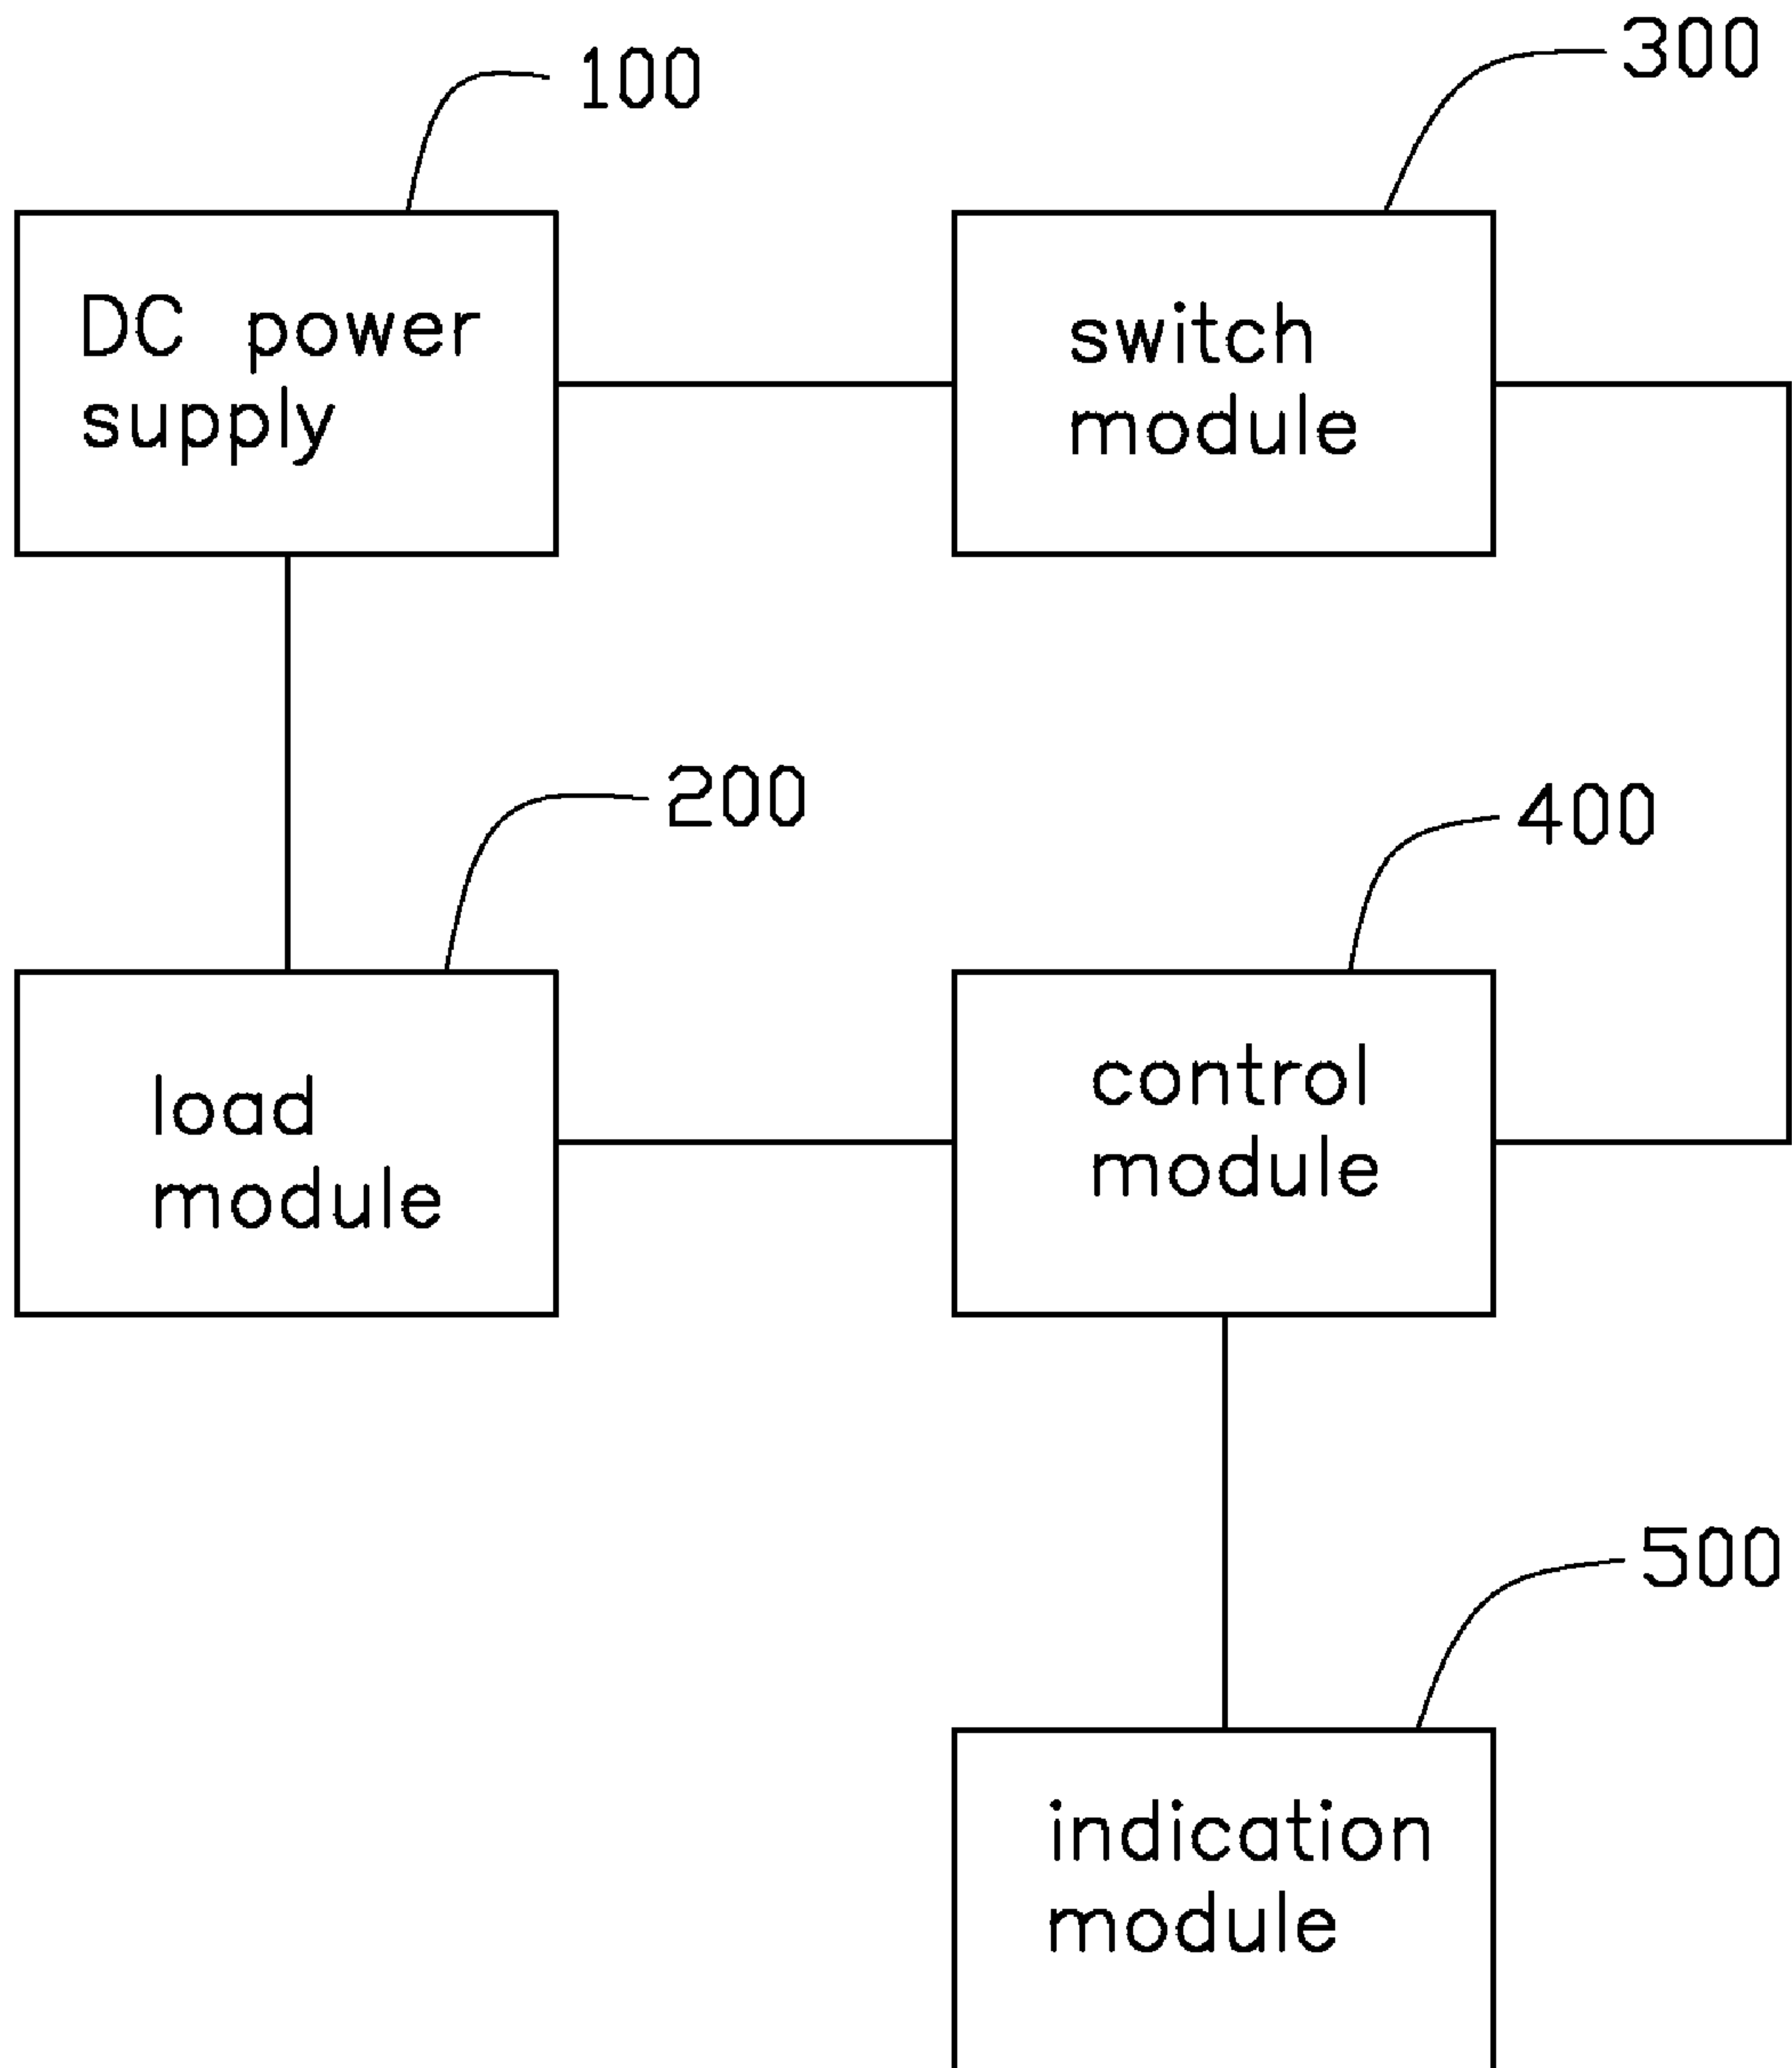 100
300
DC power
supply
switch
module
200
400
load
module
control
module
500
indication
module